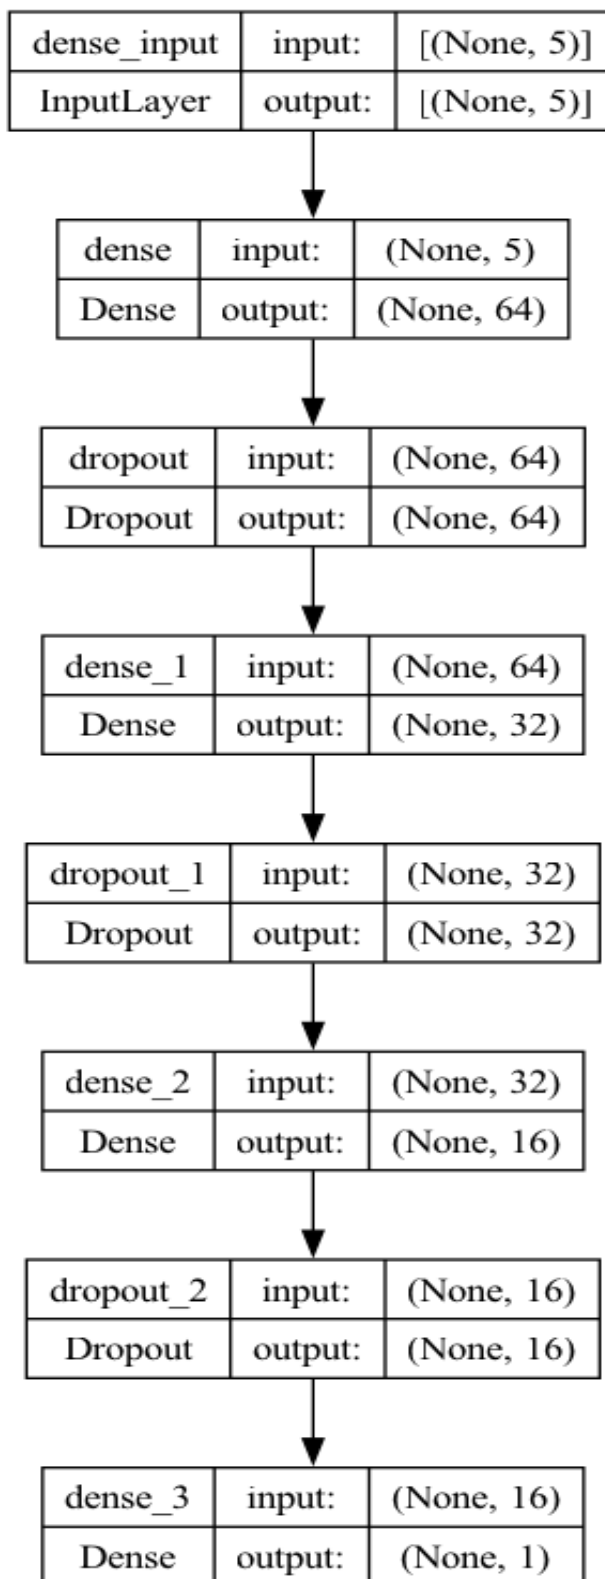 dense_input input: [(None, 5)]
InputLayer output: [(None, 5)]
dense input: (None, 5)
Dense output: (None, 64)
dropout input: (None, 64)
Dropout output: (None, 64)
dense_1 input: (None, 64)
Dense output: (None, 32)
dropout_1 input: (None, 32)
Dropout output: (None, 32)
dense_2 input: (None, 32)
Dense output: (None, 16)
dropout_2 input: (None, 16)
Dropout output: (None, 16)
dense_3 input: (None, 16)
Dense output: (None, 1)